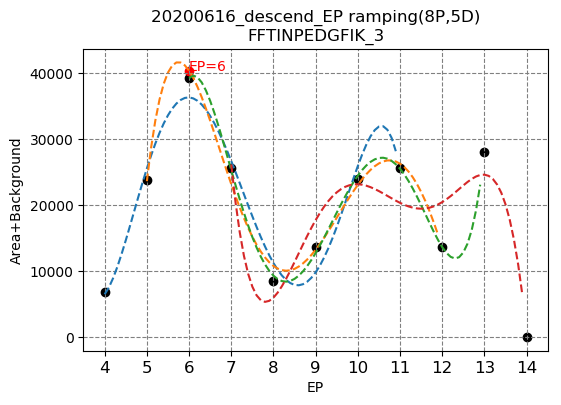 20200616_descend_EP ramping(8P,5D)
FFTINPEDGFIK_3
EP=6
40000
30000
20000
10000
0
Area+Background
4 5 6 7 8 9 10 11 12 13 14
EP